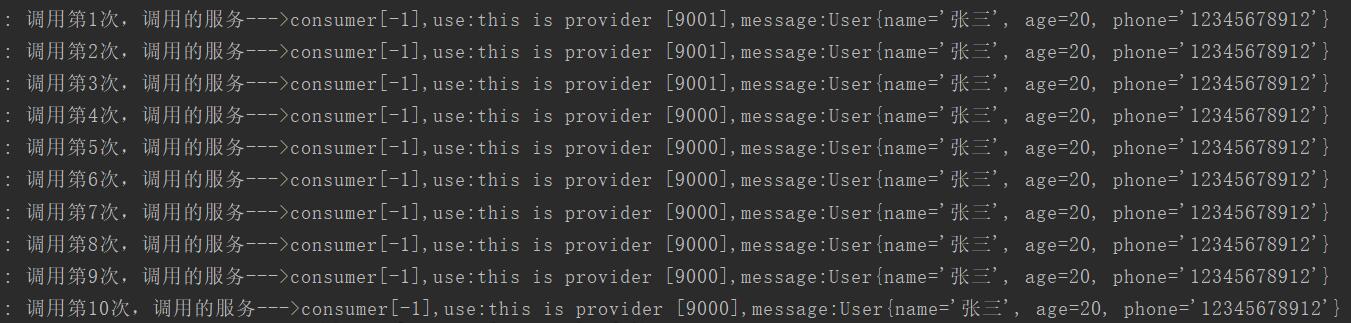 : 调用第1次，调用的服务--->consumer[-1],use:this is provider [9001],message:User{name='张三', age=20, phone='12345678912'}
: 调用第2次，调用的服务--->consumer[-1],use:this is provider [9001],message:User{name='张三', age=20, phone='12345678912'}
: 调用第3次，调用的服务--->consumer[-1],use:this is provider [9001],message:User{name='张三', age=20, phone='12345678912'}
: 调用第4次，调用的服务--->consumer[-1],use:this is provider [9000],message:User{name='张三', age=20, phone='12345678912'}
: 调用第5次，调用的服务--->consumer[-1],use:this is provider [9000],message:User{name='张三', age=20, phone='12345678912'}
: 调用第6次，调用的服务--->consumer[-1],use:this is provider [9000],message:User{name='张三', age=20, phone='12345678912'}
: 调用第7次，调用的服务--->consumer[-1],use:this is provider [9000],message:User{name='张三', age=20, phone='12345678912'}
: 调用第8次，调用的服务--->consumer[-1],use:this is provider [9000],message:User{name='张三', age=20, phone='12345678912'}
: 调用第9次，调用的服务--->consumer[-1],use:this is provider [9000],message:User{name='张三', age=20, phone='12345678912'}
: 调用第10次，调用的服务--->consumer[-1],use:this is provider [9000],message:User{name='张三', age=20, phone='12345678912'}